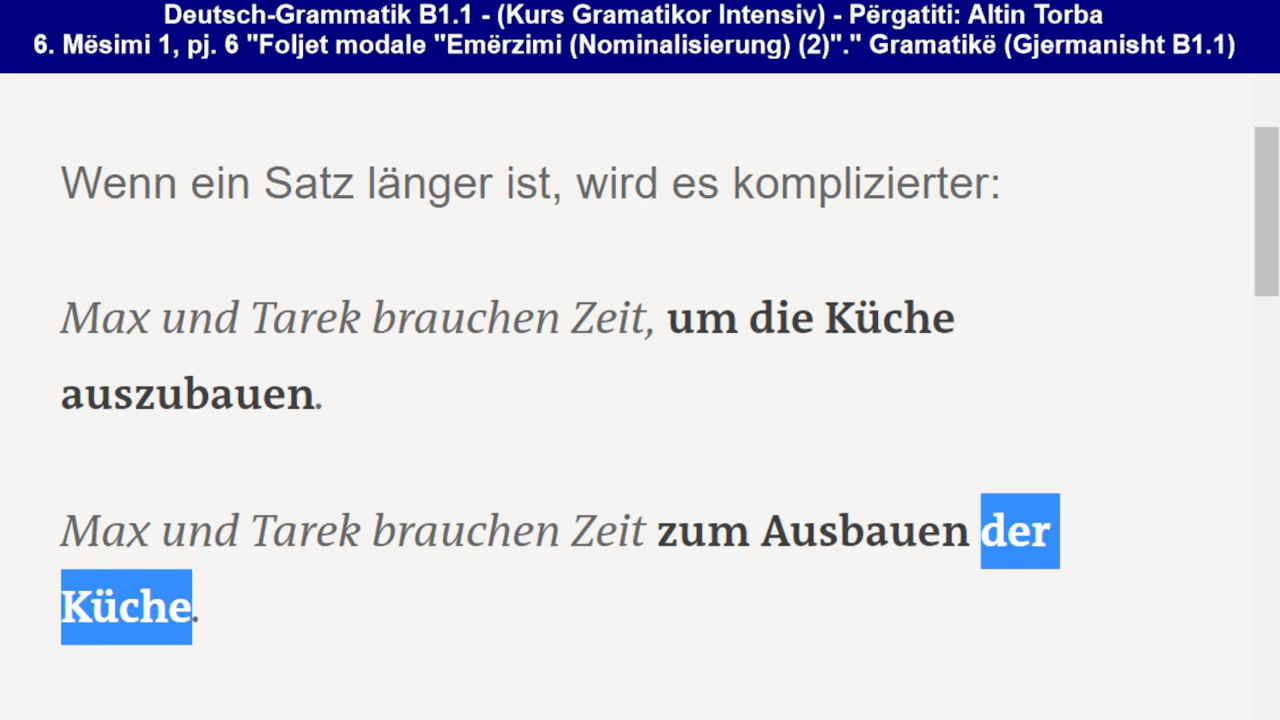 Deutsch-Grammatik B1.1 - (Kurs Gramatikor Intensiv) - Përgatiti: Altin Torba
6. Mësimi 1, pj. 6 "Foljet modale "Emërzimi (Nominalisierung) (2)"." Gramatikë (Gjermanisht B1.1)
Wenn ein Satz länger ist, wird es komplizierter:
Max und Tarek brauchen Zeit, um die Küche
auszubauen.
Max und Tarek brauchen Zeit zum Ausbauen der
Küche.